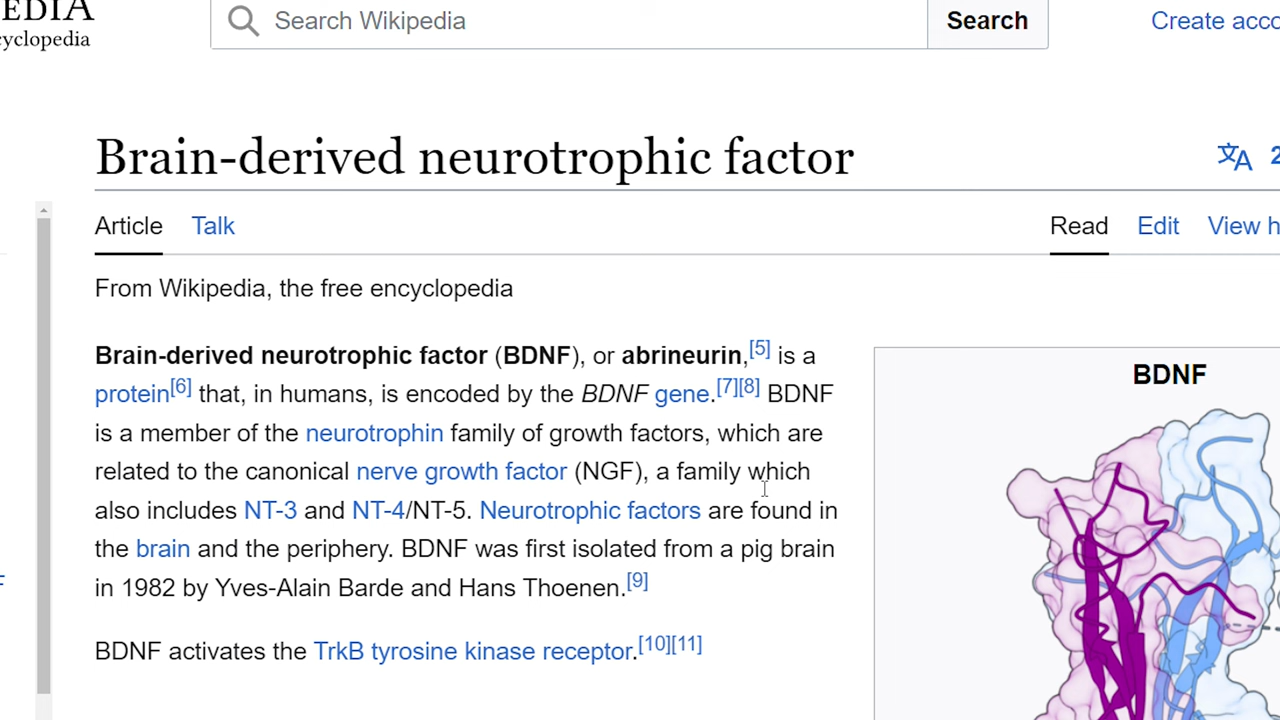 EDIA
cyclopedia
Search Wikipedia
Search
Create acco
Brain-derived neurotrophic factor
文A 2
Article Talk Read Edit View h
From Wikipedia, the free encyclopedia
Brain-derived neurotrophic factor (BDNF), or abrineurin,[5] is a
protein[6] that, in humans, is encoded by the BDNF gene.[7][8] BDNF
is a member of the neurotrophin family of growth factors, which are
related to the canonical nerve growth factor (NGF), a family which
also includes NT-3 and NT-4/NT-5. Neurotrophic factors are found in
the brain and the periphery. BDNF was first isolated from a pig brain
in 1982 by Yves-Alain Barde and Hans Thoenen.[9]
BDNF activates the TrkB tyrosine kinase receptor.[10][11]
BDNF